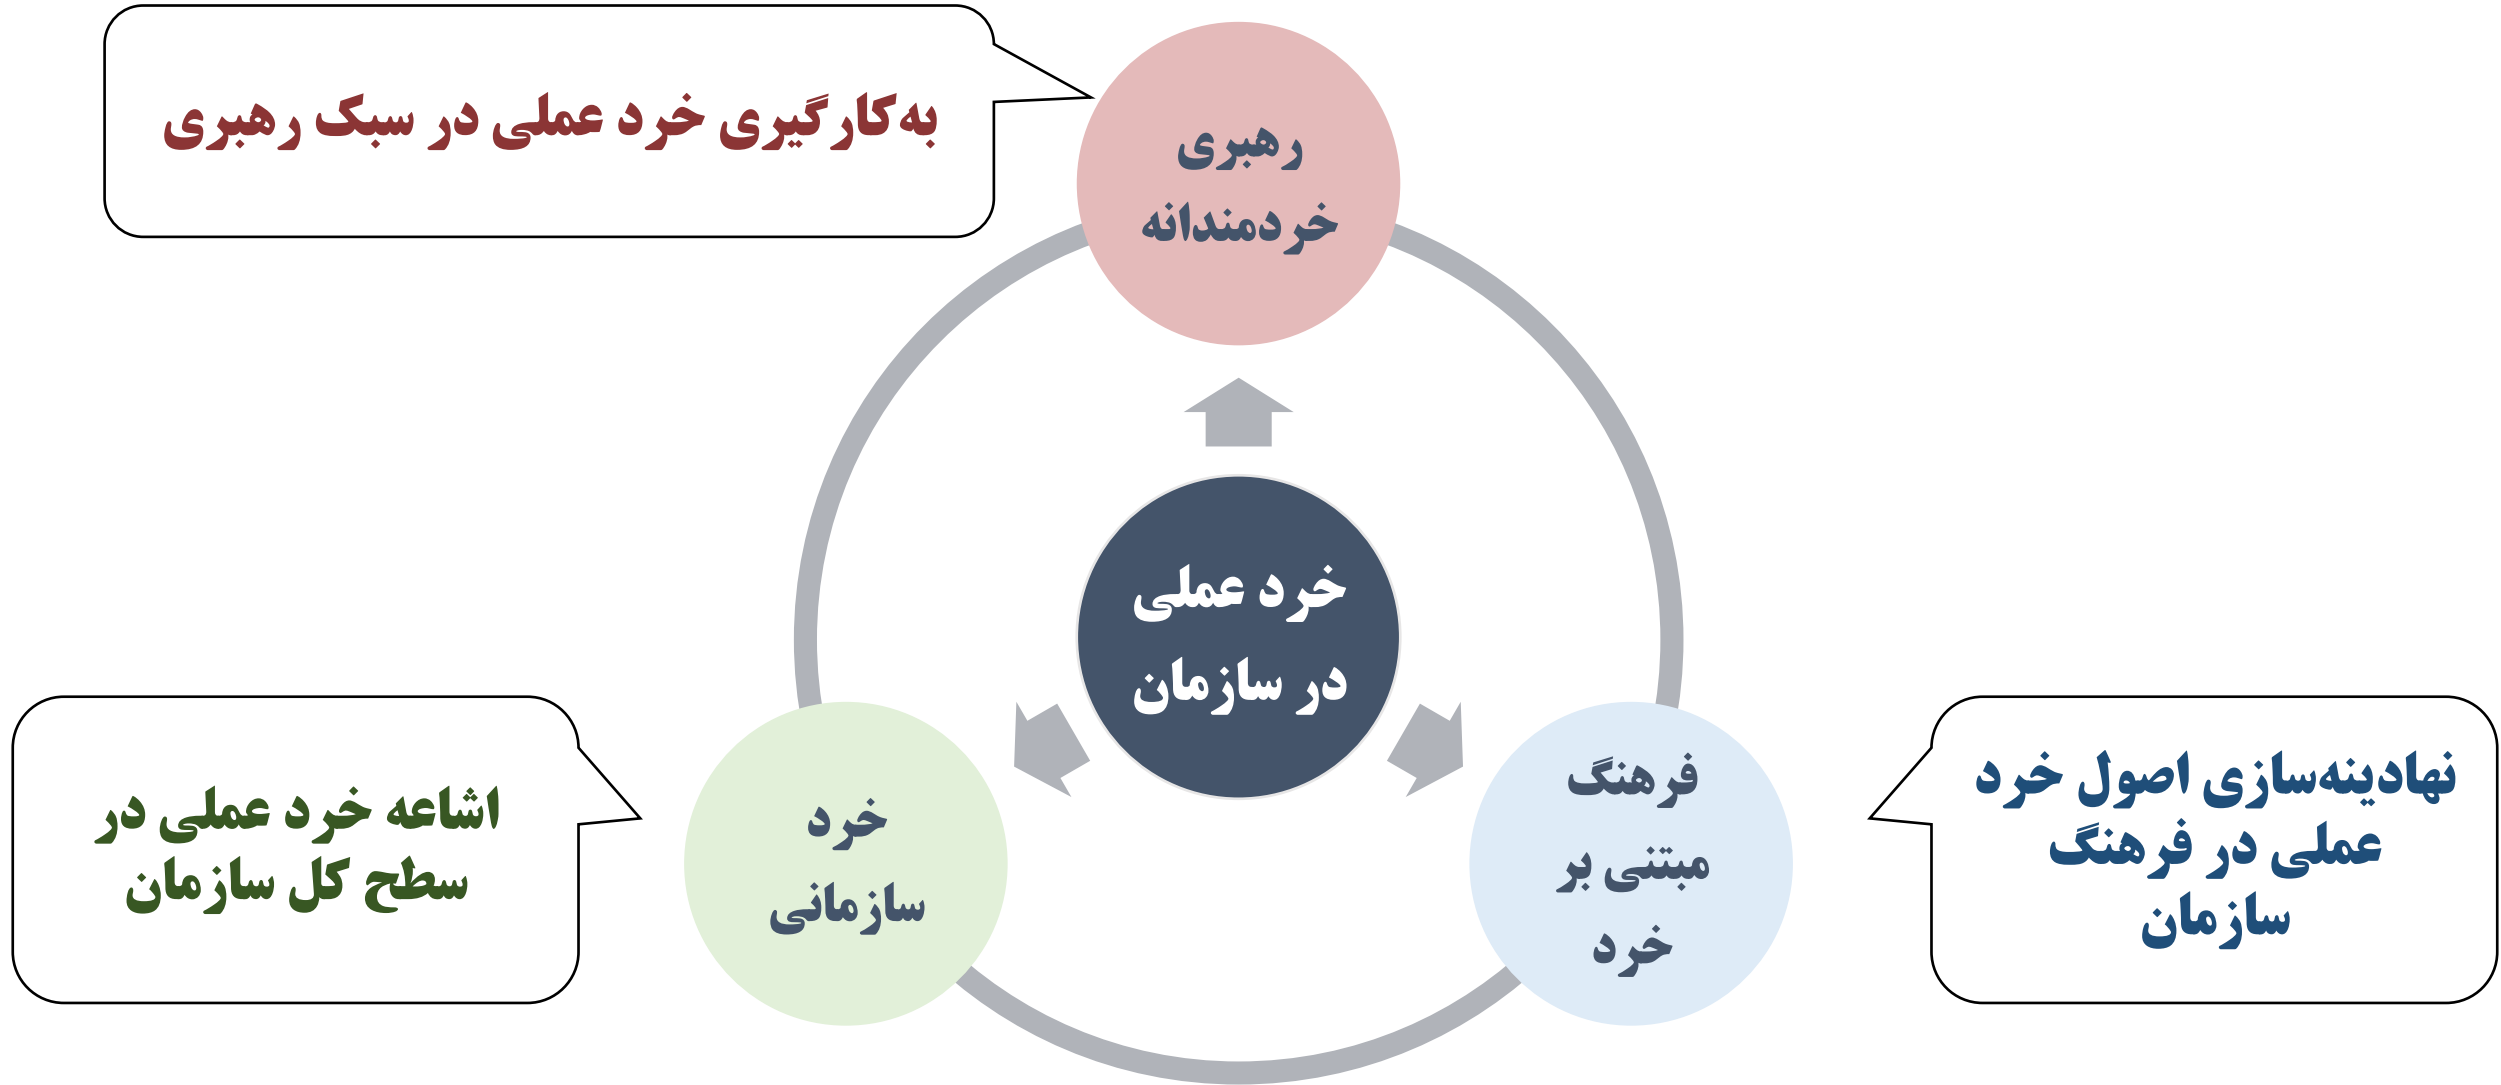 به‌کارگیری خرد عملی در سبک رهبری
رهبری
خردمندانه
خرد عملی
در سازمان
نهادینه‌سازی اصول خرد
عملی در فرهنگ
سازمان
فرهنگ
مبتنی بر
خرد
خرد
سازمانی
اشاعه خرد عملی در
سطح کل سازمان